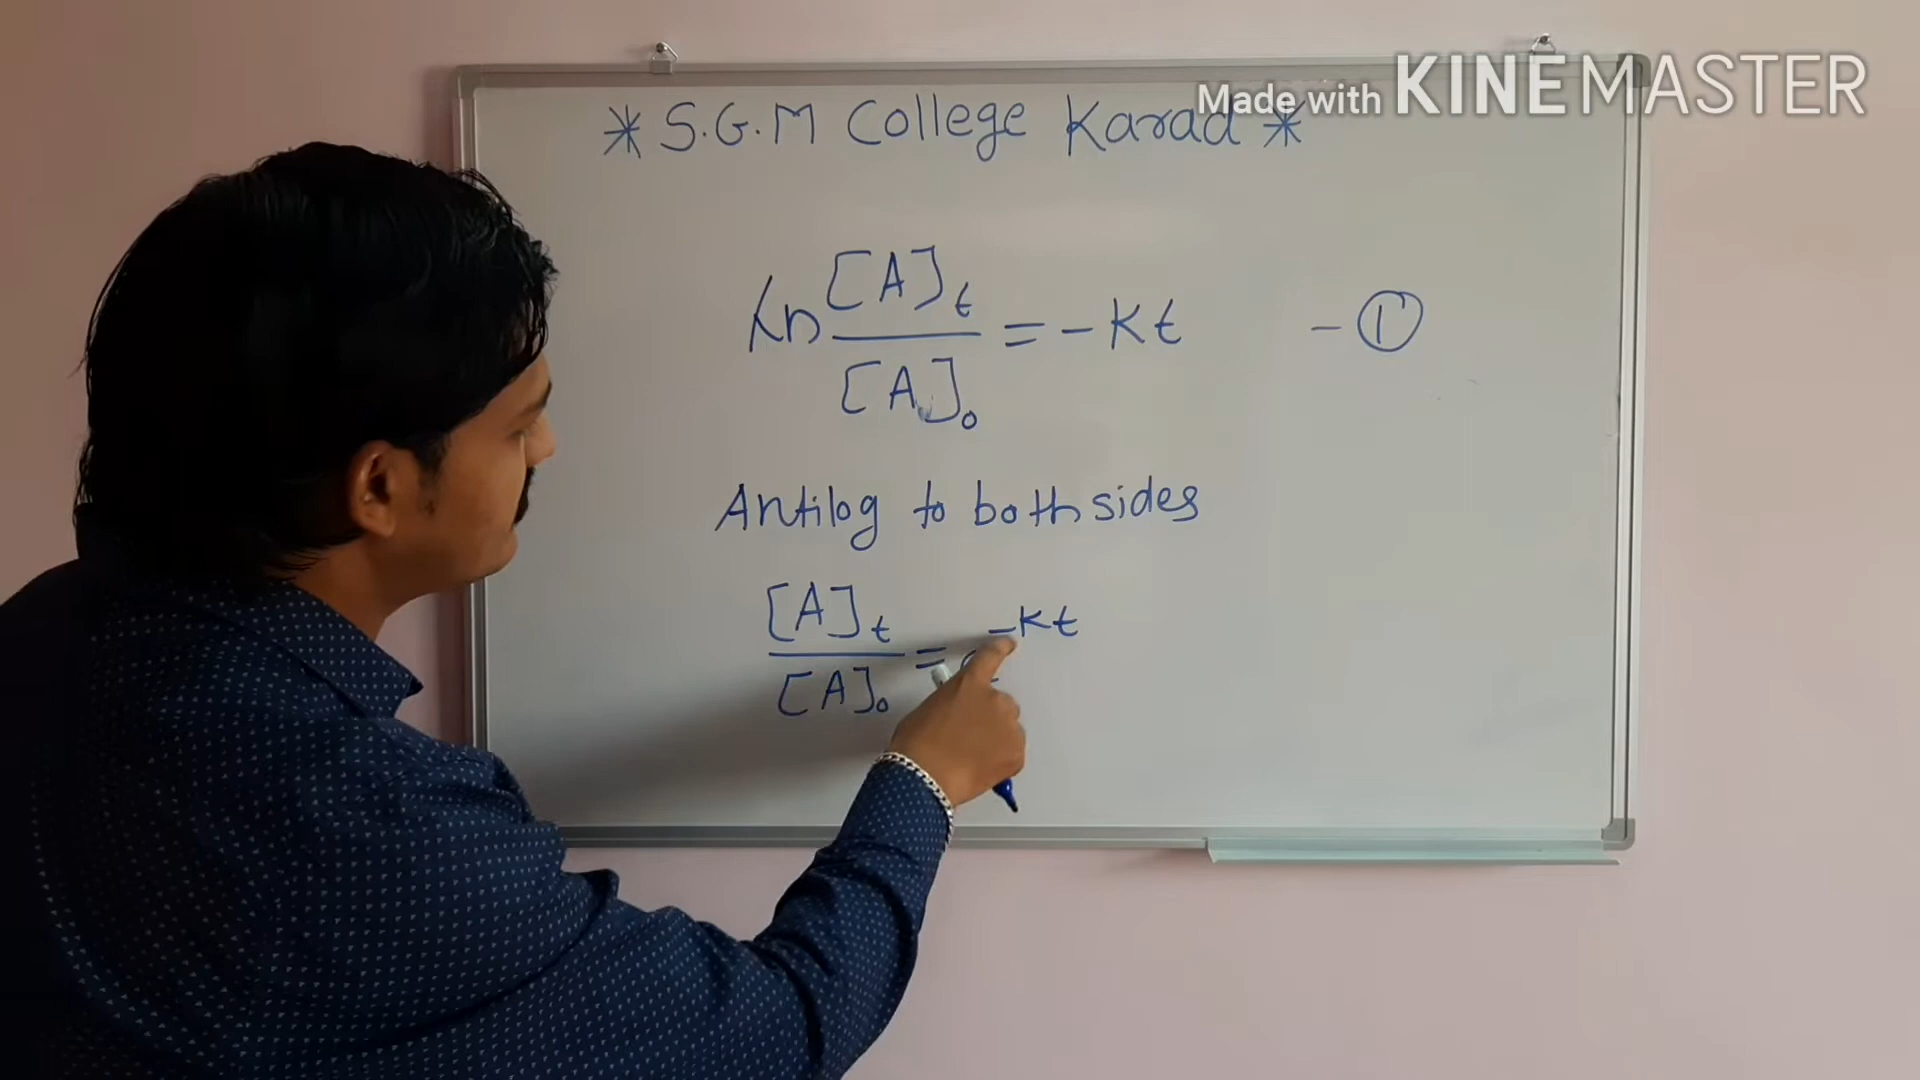 Made with KINEMASTER
* S.G.M College Karad *
ln [A]t / [A]0 = - Kt - ①
Antilog to both sides
[A]t / [A]0 = e^-Kt